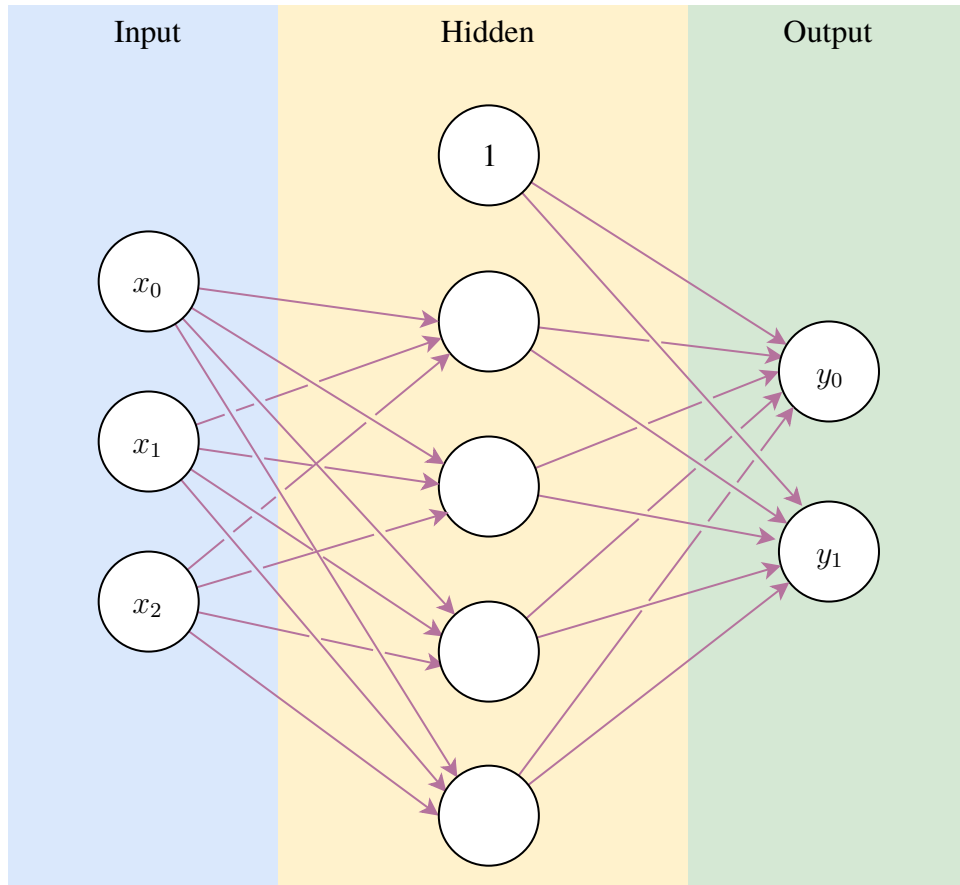 Input Hidden Output
1
x₀
x₁
x₂
y₀
y₁